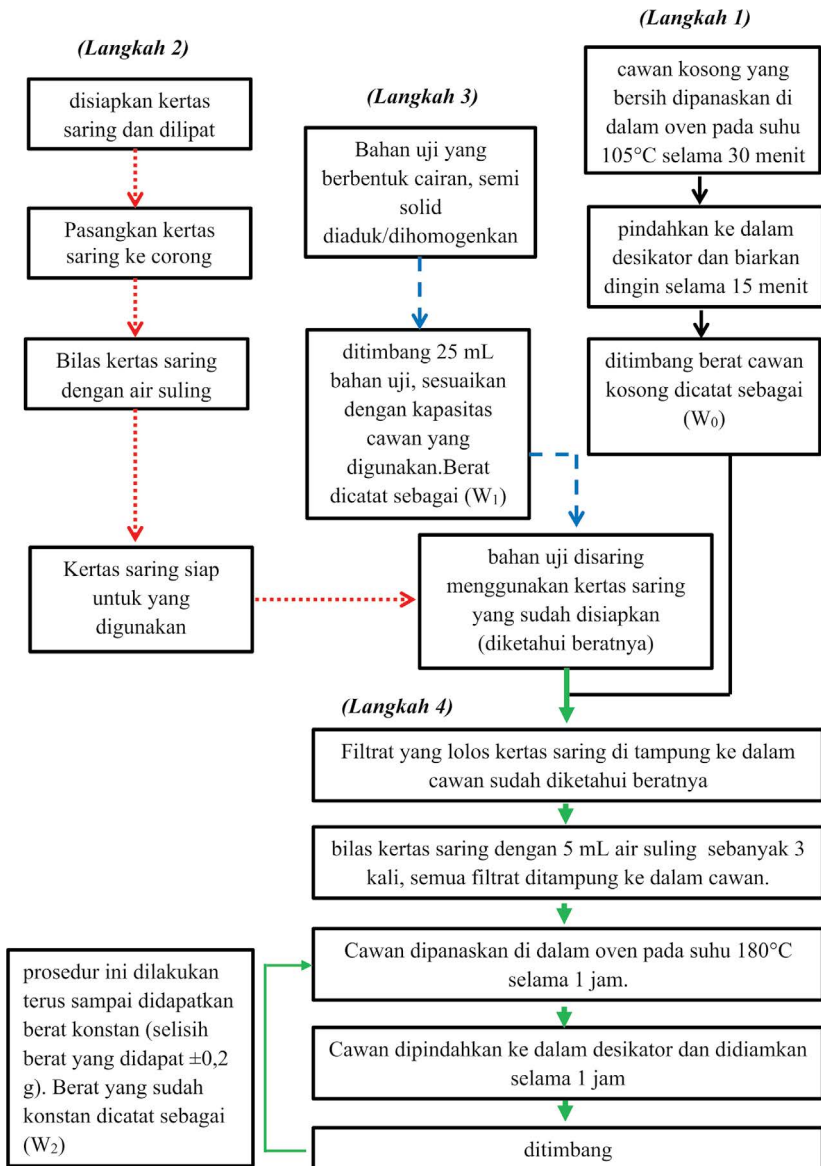 (Langkah 1)
cawan kosong yang
bersih dipanaskan di
dalam oven pada suhu
105°C selama 30 menit
pindahkan ke dalam
desikator dan biarkan
dingin selama 15 menit
ditimbang berat cawan
kosong dicatat sebagai
(W₀)
(Langkah 2)
disiapkan kertas
saring dan dilipat
Pasangkan kertas
saring ke corong
Bilas kertas saring
dengan air suling
Kertas saring siap
untuk yang
digunakan
(Langkah 3)
Bahan uji yang
berbentuk cairan, semi
solid
diaduk/dihomogenkan
ditimbang 25 mL
bahan uji, sesuaikan
dengan kapasitas
cawan yang
digunakan.Berat
dicatat sebagai (W₁)
bahan uji disaring
menggunakan kertas saring
yang sudah disiapkan
(diketahui beratnya)
(Langkah 4)
Filtrat yang lolos kertas saring di tampung ke dalam
cawan sudah diketahui beratnya
bilas kertas saring dengan 5 mL air suling sebanyak 3
kali, semua filtrat ditampung ke dalam cawan.
Cawan dipanaskan di dalam oven pada suhu 180°C
selama 1 jam.
Cawan dipindahkan ke dalam desikator dan didiamkan
selama 1 jam
ditimbang
prosedur ini dilakukan
terus sampai didapatkan
berat konstan (selisih
berat yang didapat ±0,2
g). Berat yang sudah
konstan dicatat sebagai
(W₂)